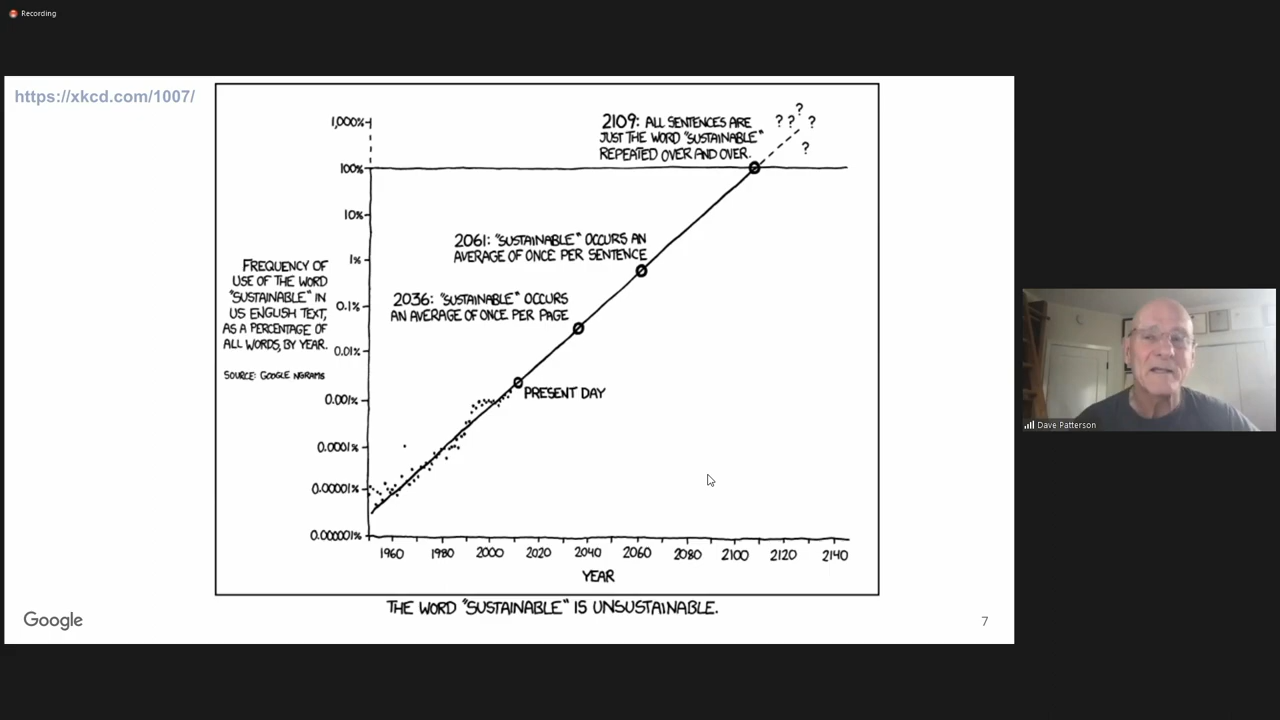 Recording
https://xkcd.com/1007/
1,000%
100%
10%
1%
0.1%
0.01%
0.001%
0.0001%
0.00001%
0.000001%
FREQUENCY OF
USE OF THE WORD
"SUSTAINABLE" IN
US ENGLISH TEXT,
AS A PERCENTAGE OF
ALL WORDS, BY YEAR.
SOURCE: GOOGLE NGRAMS
2109: ALL SENTENCES ARE
JUST THE WORD "SUSTAINABLE"
REPEATED OVER AND OVER.
? ? ? ? ?
2061: "SUSTAINABLE" OCCURS AN
AVERAGE OF ONCE PER SENTENCE
2036: "SUSTAINABLE" OCCURS
AN AVERAGE OF ONCE PER PAGE
PRESENT DAY
1960 1980 2000 2020 2040 2060 2080 2100 2120 2140
YEAR
THE WORD "SUSTAINABLE" IS UNSUSTAINABLE.
Google
7
Dave Patterson